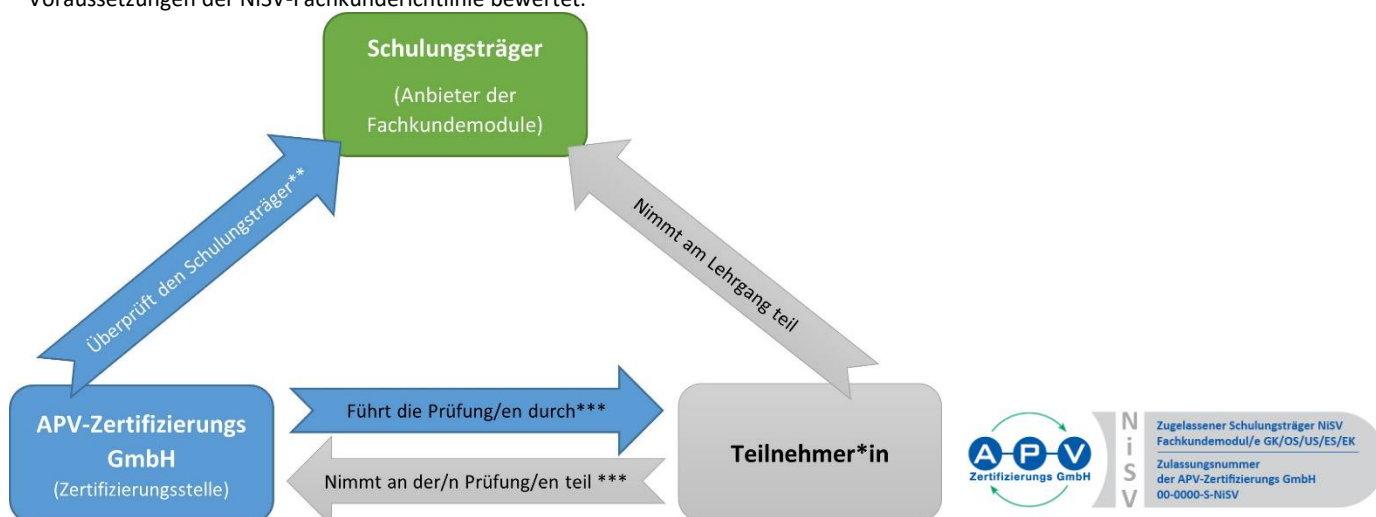 Voraussetzungen der NiSV-Fachkunderichtlinie bewertet.
Schulungsträger
(Anbieter der
Fachkundemodule)
Überprüft den Schulungsträger**
Nimmt am Lehrgang teil
APV-Zertifizierungs
GmbH
(Zertifizierungsstelle)
Führt die Prüfung/en durch***
Nimmt an der/n Prüfung/en teil ***
Teilnehmer*in
A-P-V
Zertifizierungs GmbH
NiSV
Zugelassener Schulungsträger NiSV
Fachkundemodul/e GK/OS/US/ES/EK
Zulassungsnummer
der APV-Zertifizierungs GmbH
00-0000-S-NiSV